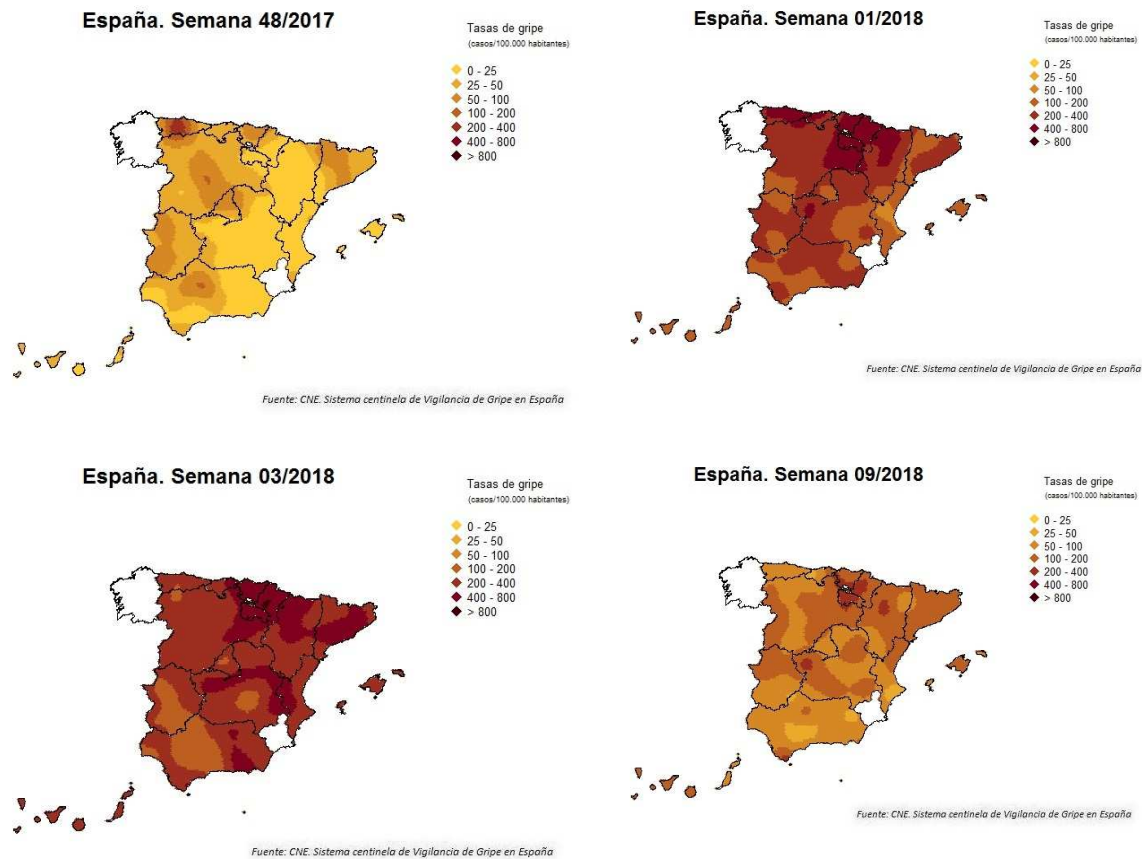 España. Semana 48/2017
Tasas de gripe
(casos/100.000 habitantes)
0 - 25
25 - 50
50 - 100
100 - 200
200 - 400
400 - 800
> 800
Fuente: CNE. Sistema centinela de Vigilancia de Gripe en España
España. Semana 01/2018
Tasas de gripe
(casos/100.000 habitantes)
0 - 25
25 - 50
50 - 100
100 - 200
200 - 400
400 - 800
> 800
Fuente: CNE. Sistema centinela de Vigilancia de Gripe en España
España. Semana 03/2018
Tasas de gripe
(casos/100.000 habitantes)
0 - 25
25 - 50
50 - 100
100 - 200
200 - 400
400 - 800
> 800
Fuente: CNE. Sistema centinela de Vigilancia de Gripe en España
España. Semana 09/2018
Tasas de gripe
(casos/100.000 habitantes)
0 - 25
25 - 50
50 - 100
100 - 200
200 - 400
400 - 800
> 800
Fuente: CNE. Sistema centinela de Vigilancia de Gripe en España